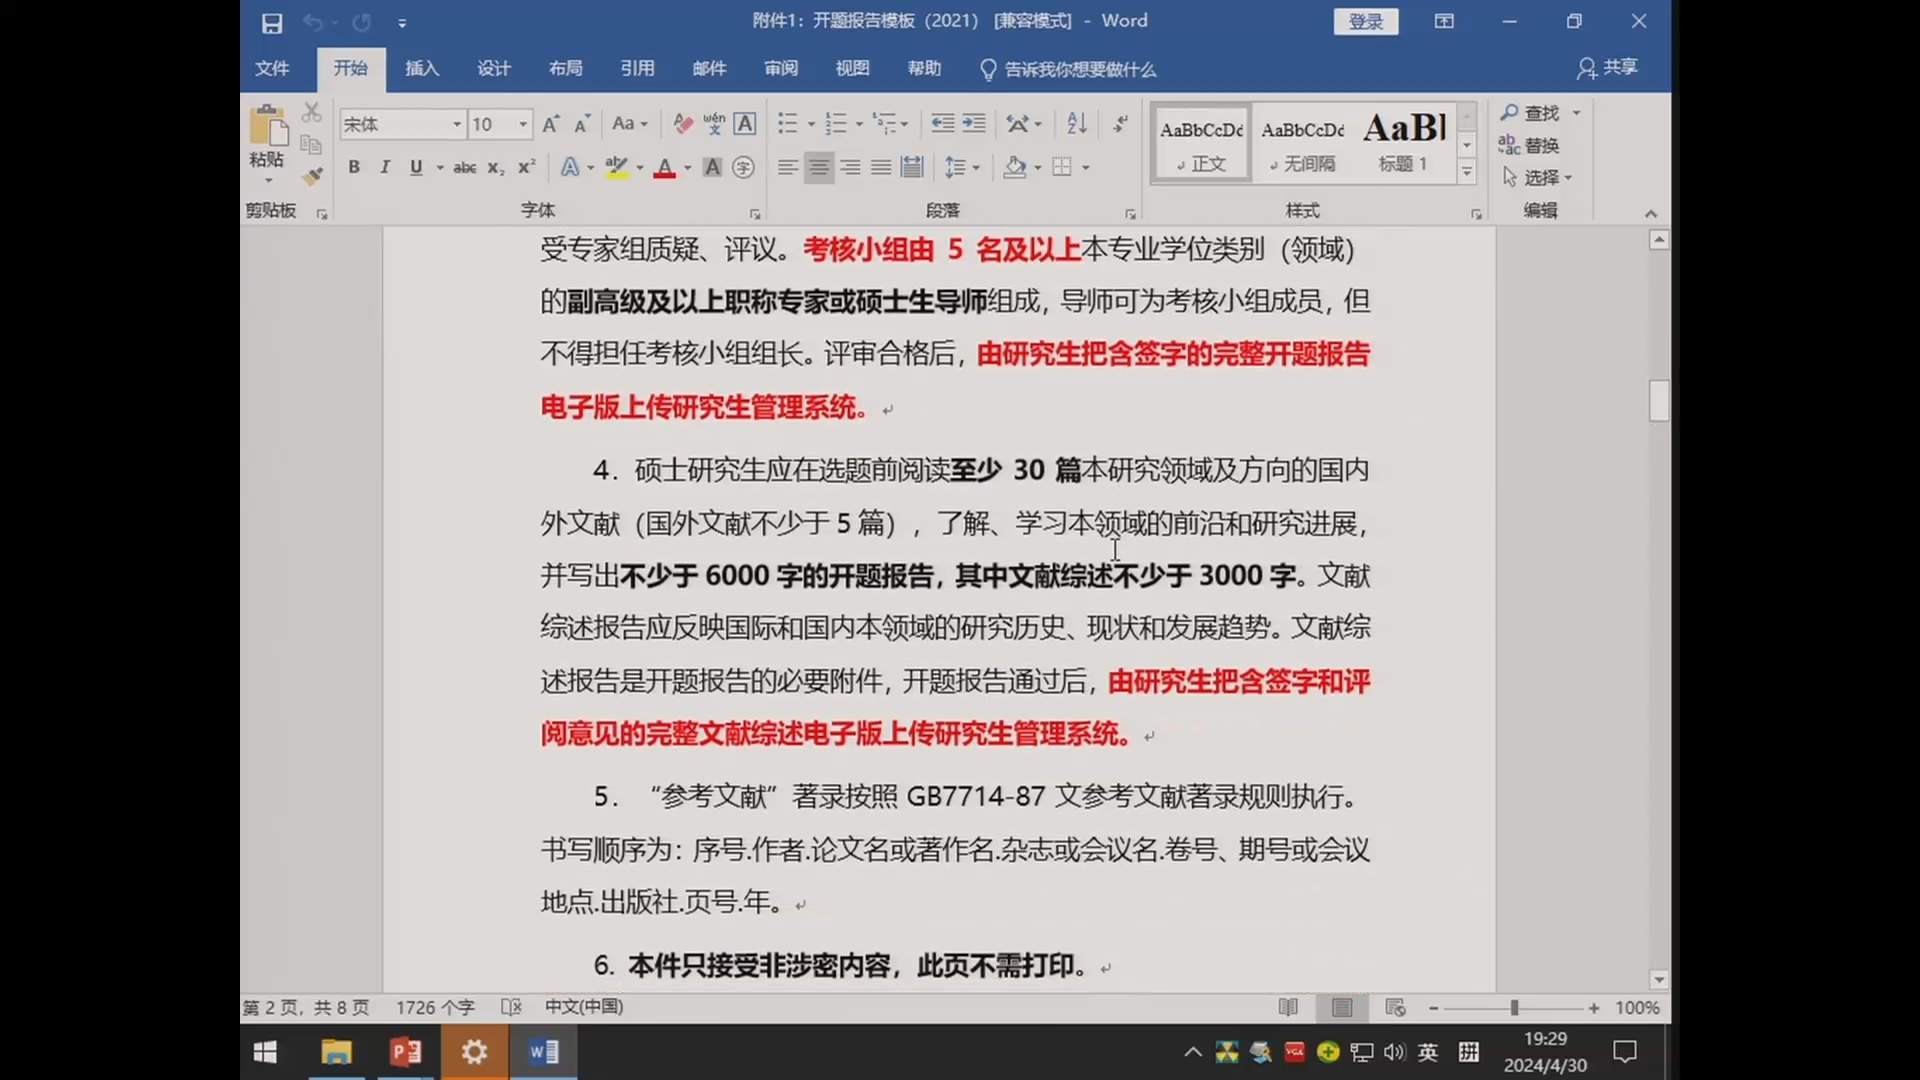 附件1：开题报告模板（2021） [兼容模式] - Word
登录
文件 开始 插入 设计 布局 引用 邮件 审阅 视图 帮助 告诉我你想要做什么 共享
宋体 10 Aa wén 文 A
AaBbCcDd AaBbCcDd AaBl
查找
粘贴
B I U abc x₂ x² A A A 字
正文 无间隔 标题 1
替换
选择
剪贴板 字体 段落 样式 编辑
受专家组质疑、评议。考核小组由 5 名及以上本专业学位类别（领域）
的副高级及以上职称专家或硕士生导师组成，导师可为考核小组成员，但
不得担任考核小组组长。评审合格后，由研究生把含签字的完整开题报告
电子版上传研究生管理系统。
4．硕士研究生应在选题前阅读至少 30 篇本研究领域及方向的国内
外文献（国外文献不少于 5 篇），了解、学习本领域的前沿和研究进展，
并写出不少于 6000 字的开题报告，其中文献综述不少于 3000 字。文献
综述报告应反映国际和国内本领域的研究历史、现状和发展趋势。文献综
述报告是开题报告的必要附件，开题报告通过后，由研究生把含签字和评
阅意见的完整文献综述电子版上传研究生管理系统。
5．“参考文献”著录按照 GB7714-87 文参考文献著录规则执行。
书写顺序为：序号.作者.论文名或著作名.杂志或会议名.卷号、期号或会议
地点.出版社.页号.年。
6. 本件只接受非涉密内容，此页不需打印。
第 2 页，共 8 页 1726 个字 中文(中国) 100%
英 拼
19:29
2024/4/30